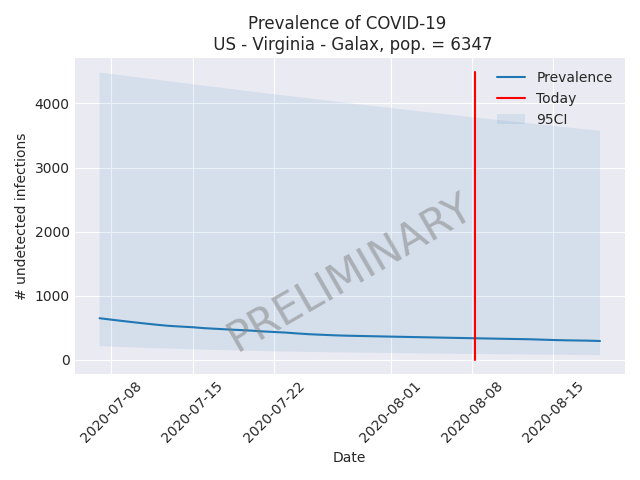 Prevalence of COVID-19
US - Virginia - Galax, pop. = 6347
Prevalence
Today
95CI
# undetected infections
4000
3000
2000
1000
0
PRELIMINARY
2020-07-08
2020-07-15
2020-07-22
2020-08-01
2020-08-08
2020-08-15
Date